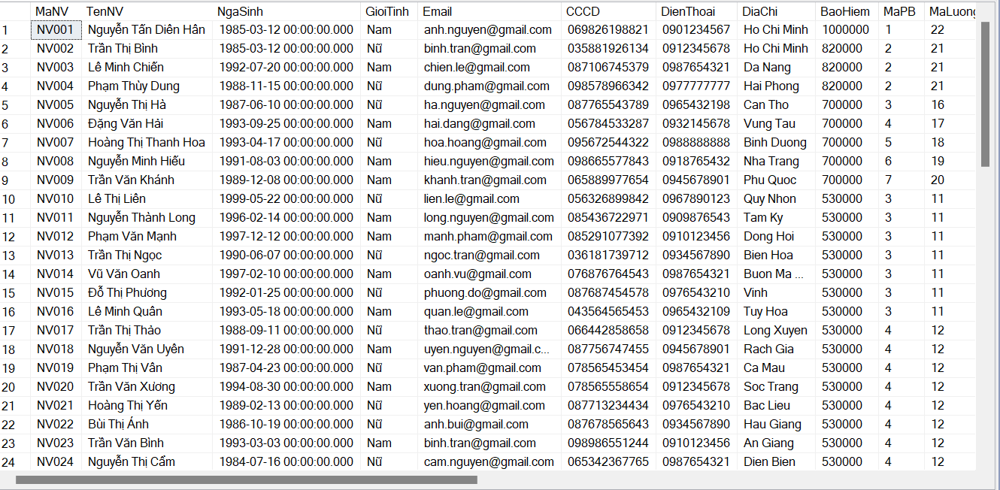 MaNV TenNV NgaSinh GioiTinh Email CCCD DienThoai DiaChi BaoHiem MaPB MaLuong
1 NV001 Nguyễn Tấn Diên Hân 1985-03-12 00:00:00.000 Nam anh.nguyen@gmail.com 069826198821 0901234567 Ho Chi Minh 1000000 1 22
2 NV002 Trần Thị Bình 1985-03-12 00:00:00.000 Nữ binh.tran@gmail.com 035881926134 0912345678 Ho Chi Minh 820000 2 21
3 NV003 Lê Minh Chiến 1992-07-20 00:00:00.000 Nam chien.le@gmail.com 087106745379 0987654321 Da Nang 820000 2 21
4 NV004 Phạm Thùy Dung 1988-11-15 00:00:00.000 Nữ dung.pham@gmail.com 098578966342 0977777777 Hai Phong 820000 2 21
5 NV005 Nguyễn Thị Hà 1987-06-10 00:00:00.000 Nữ ha.nguyen@gmail.com 087765543789 0965432198 Can Tho 700000 3 16
6 NV006 Đặng Văn Hải 1993-09-25 00:00:00.000 Nam hai.dang@gmail.com 056784533287 0932145678 Vung Tau 700000 4 17
7 NV007 Hoàng Thị Thanh Hoa 1993-04-17 00:00:00.000 Nữ hoa.hoang@gmail.com 095672544322 0988888888 Binh Duong 700000 5 18
8 NV008 Nguyễn Minh Hiếu 1991-08-03 00:00:00.000 Nam hieu.nguyen@gmail.com 098665577843 0918765432 Nha Trang 700000 6 19
9 NV009 Trần Văn Khánh 1989-12-08 00:00:00.000 Nam khanh.tran@gmail.com 065889977654 0945678901 Phu Quoc 700000 7 20
10 NV010 Lê Thị Liên 1999-05-22 00:00:00.000 Nữ lien.le@gmail.com 056326899842 0967890123 Quy Nhon 530000 3 11
11 NV011 Nguyễn Thành Long 1996-02-14 00:00:00.000 Nam long.nguyen@gmail.com 085436722971 0909876543 Tam Ky 530000 3 11
12 NV012 Phạm Văn Mạnh 1997-12-12 00:00:00.000 Nam manh.pham@gmail.com 085291077392 0910123456 Dong Hoi 530000 3 11
13 NV013 Trần Thị Ngọc 1990-06-07 00:00:00.000 Nữ ngoc.tran@gmail.com 036181739712 0934567890 Bien Hoa 530000 3 11
14 NV014 Vũ Văn Oanh 1997-02-10 00:00:00.000 Nam oanh.vu@gmail.com 076876764543 0987654321 Buon Ma ... 530000 3 11
15 NV015 Đỗ Thị Phương 1992-01-25 00:00:00.000 Nữ phuong.do@gmail.com 087687454578 0976543210 Vinh 530000 3 11
16 NV016 Lê Minh Quân 1993-05-18 00:00:00.000 Nam quan.le@gmail.com 043564565453 0965432109 Tuy Hoa 530000 3 11
17 NV017 Trần Thị Thảo 1988-09-11 00:00:00.000 Nữ thao.tran@gmail.com 066442858658 0912345678 Long Xuyen 530000 4 12
18 NV018 Nguyễn Văn Uyên 1991-12-28 00:00:00.000 Nam uyen.nguyen@gmail.c... 087756747455 0945678901 Rach Gia 530000 4 12
19 NV019 Phạm Thị Vân 1987-04-23 00:00:00.000 Nữ van.pham@gmail.com 078565453454 0987654321 Ca Mau 530000 4 12
20 NV020 Trần Văn Xương 1994-08-30 00:00:00.000 Nam xuong.tran@gmail.com 078565558654 0912345678 Soc Trang 530000 4 12
21 NV021 Hoàng Thị Yến 1989-02-13 00:00:00.000 Nữ yen.hoang@gmail.com 087713234434 0976543210 Bac Lieu 530000 4 12
22 NV022 Bùi Thị Ánh 1986-10-19 00:00:00.000 Nữ anh.bui@gmail.com 087678565643 0934567890 Hau Giang 530000 4 12
23 NV023 Trần Văn Bình 1993-03-03 00:00:00.000 Nam binh.tran@gmail.com 098986551244 0910123456 An Giang 530000 4 12
24 NV024 Nguyễn Thị Cẩm 1984-07-16 00:00:00.000 Nữ cam.nguyen@gmail.com 065342367765 0987654321 Dien Bien 530000 4 12